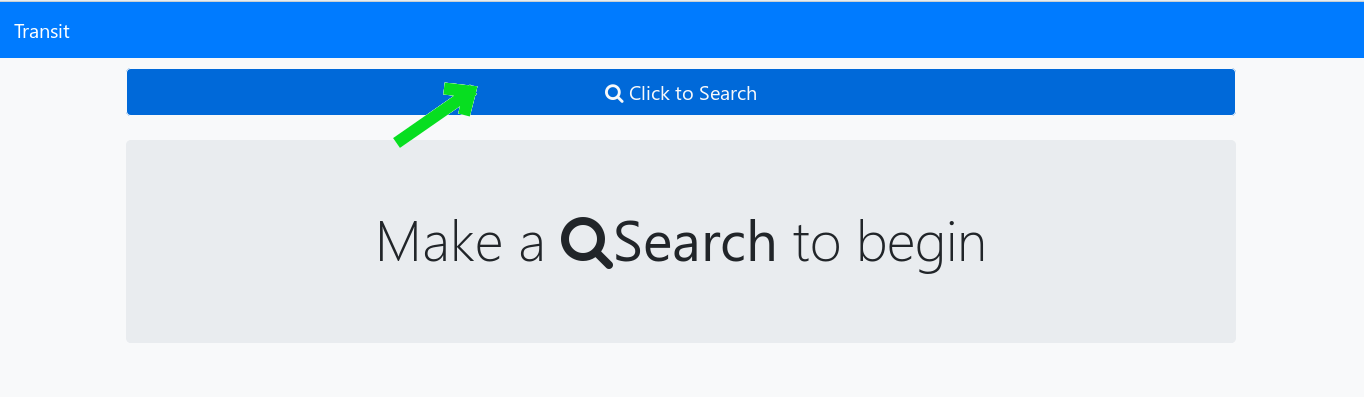 Transit
Click to Search
Make a Search to begin